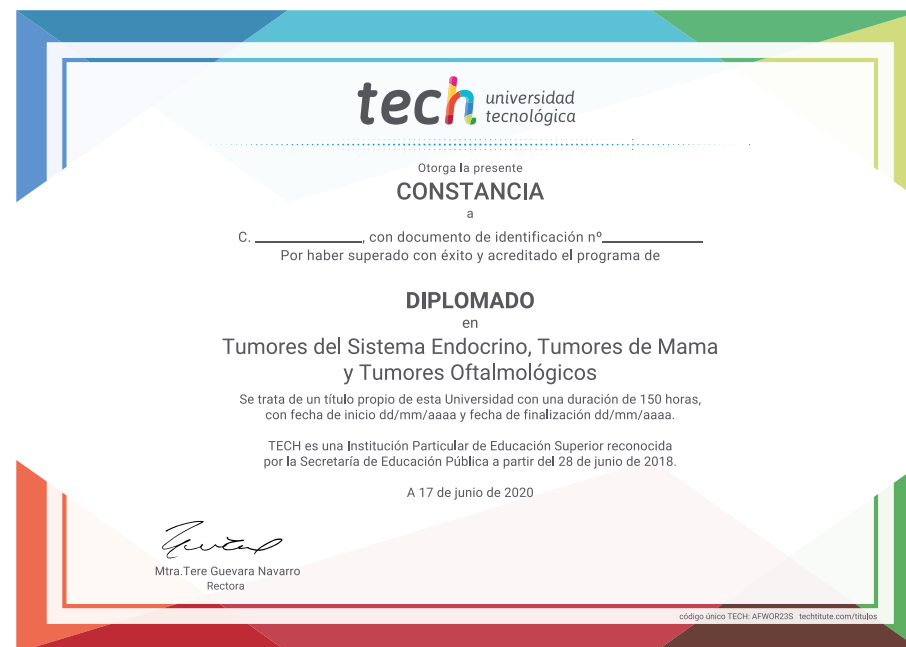 tech universidad
tecnológica
Otorga la presente
CONSTANCIA
a
C. ____________, con documento de identificación nº____________
Por haber superado con éxito y acreditado el programa de
DIPLOMADO
en
Tumores del Sistema Endocrino, Tumores de Mama
y Tumores Oftalmológicos
Se trata de un título propio de esta Universidad con una duración de 150 horas,
con fecha de inicio dd/mm/aaaa y fecha de finalización dd/mm/aaaa.
TECH es una Institución Particular de Educación Superior reconocida
por la Secretaría de Educación Pública a partir del 28 de junio de 2018.
A 17 de junio de 2020
Mtra.Tere Guevara Navarro
Rectora
código único TECH: AFWOR23S techtitute.com/titulos